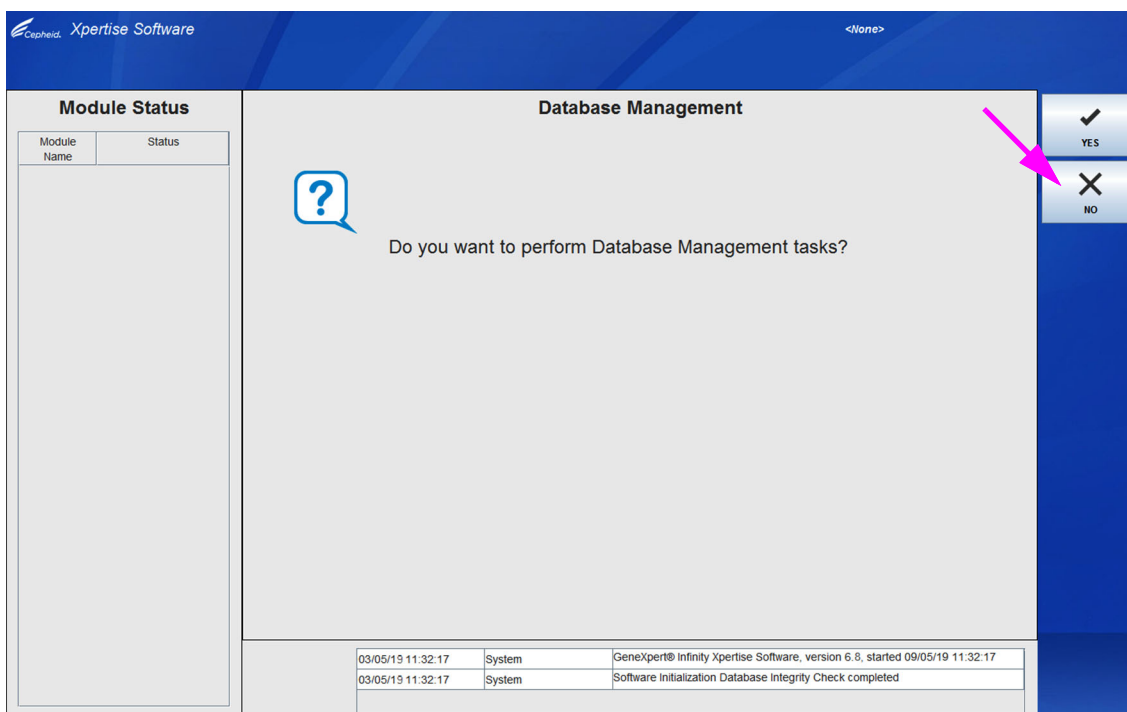 Cepheid. Xpertise Software
<None>
Module Status
Module Name
Status
Database Management
Do you want to perform Database Management tasks?
YES
NO
03/05/19 11:32:17 System GeneXpert® Infinity Xpertise Software, version 6.8, started 09/05/19 11:32:17
03/05/19 11:32:17 System Software Initialization Database Integrity Check completed